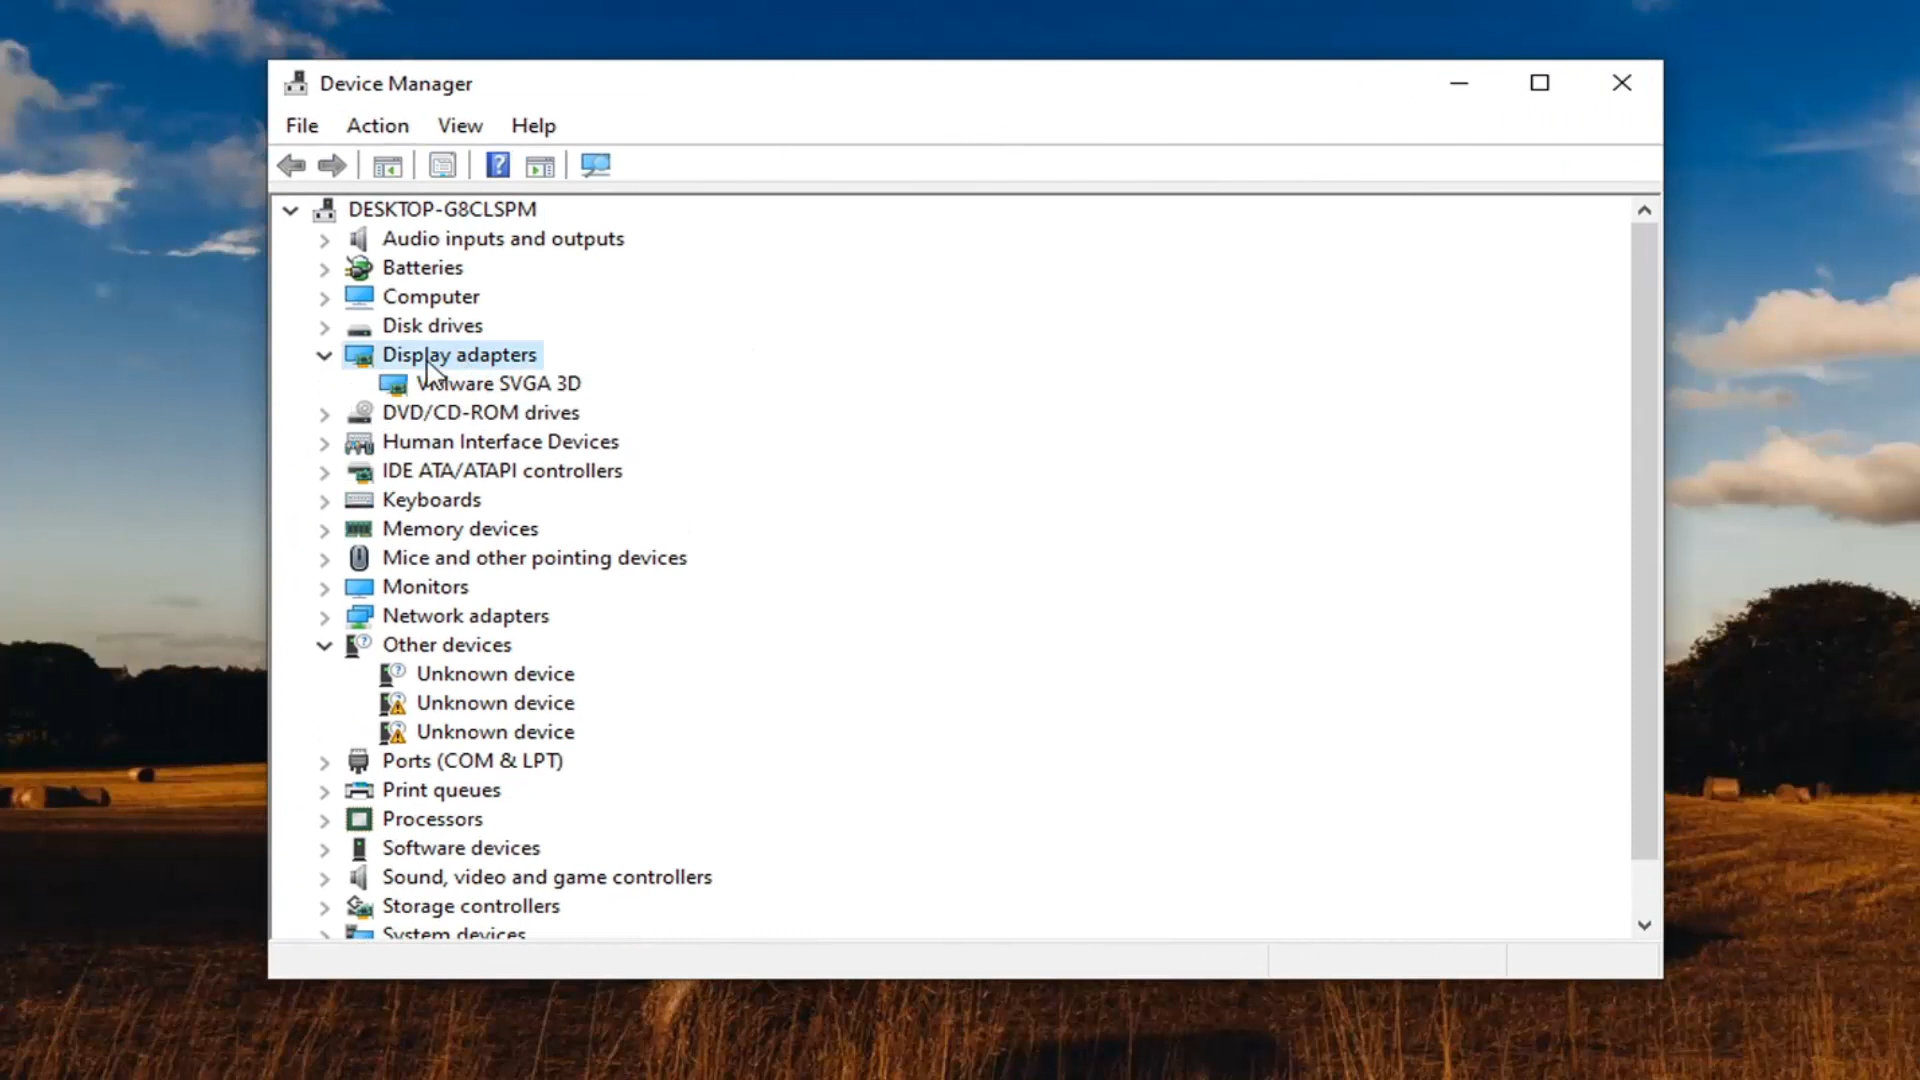 Device Manager
File Action View Help
DESKTOP-G8CLSPM
Audio inputs and outputs
Batteries
Computer
Disk drives
Display adapters
VMware SVGA 3D
DVD/CD-ROM drives
Human Interface Devices
IDE ATA/ATAPI controllers
Keyboards
Memory devices
Mice and other pointing devices
Monitors
Network adapters
Other devices
Unknown device
Unknown device
Unknown device
Ports (COM & LPT)
Print queues
Processors
Software devices
Sound, video and game controllers
Storage controllers
System devices